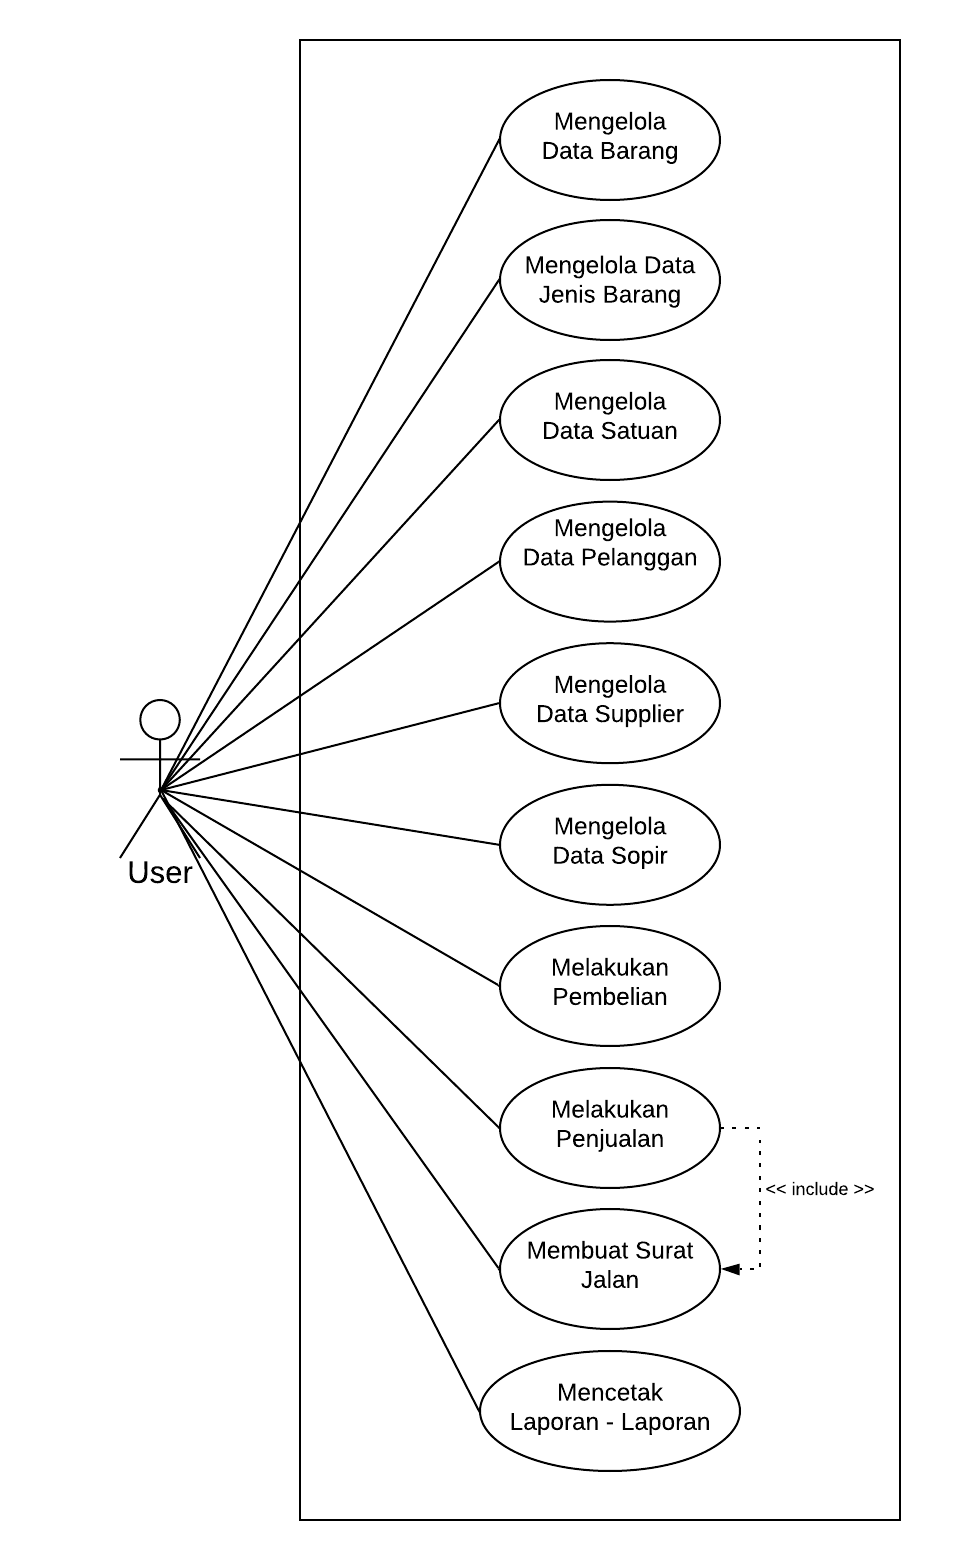 Mengelola
Data Barang
Mengelola Data
Jenis Barang
Mengelola
Data Satuan
Mengelola
Data Pelanggan
Mengelola
Data Supplier
Mengelola
Data Sopir
User
Melakukan
Pembelian
Melakukan
Penjualan
<< include >>
Membuat Surat
Jalan
Mencetak
Laporan - Laporan